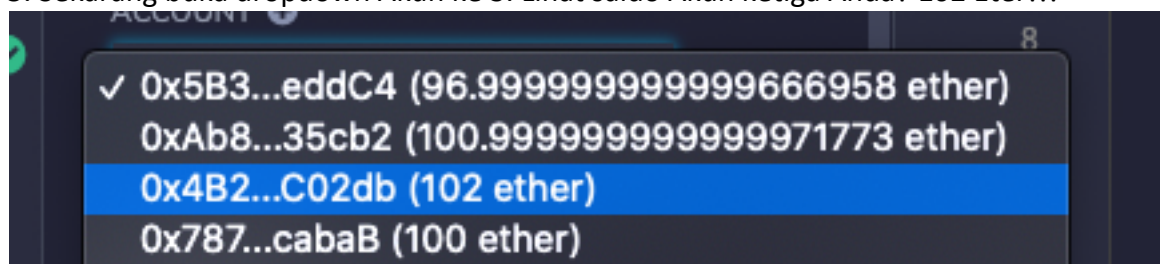 ACCOUNT
8
✓ 0x5B3...eddC4 (96.999999999999666958 ether)
0xAb8...35cb2 (100.999999999999971773 ether)
0x4B2...C02db (102 ether)
0x787...cabaB (100 ether)